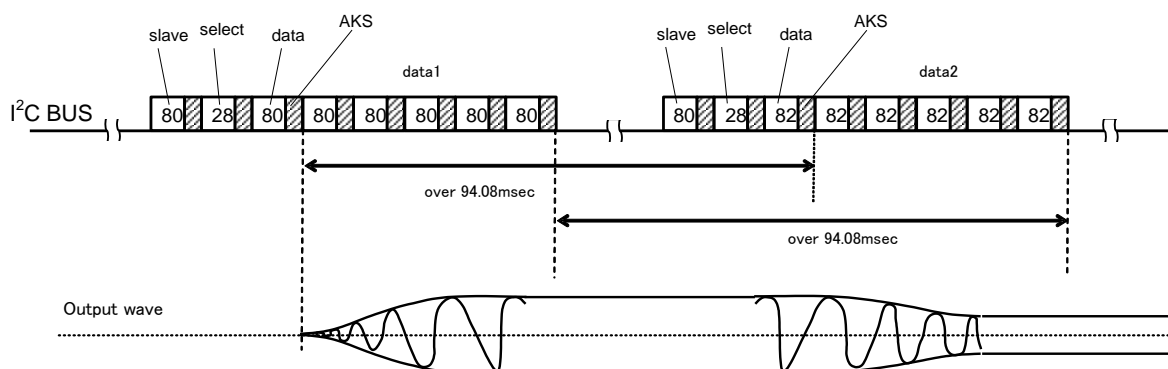 slave select data AKS
data1
slave select data AKS
data2
I²C BUS
80 28 80 80 80 80 80 80
80 28 82 82 82 82 82 82
over 94.08msec
over 94.08msec
Output wave